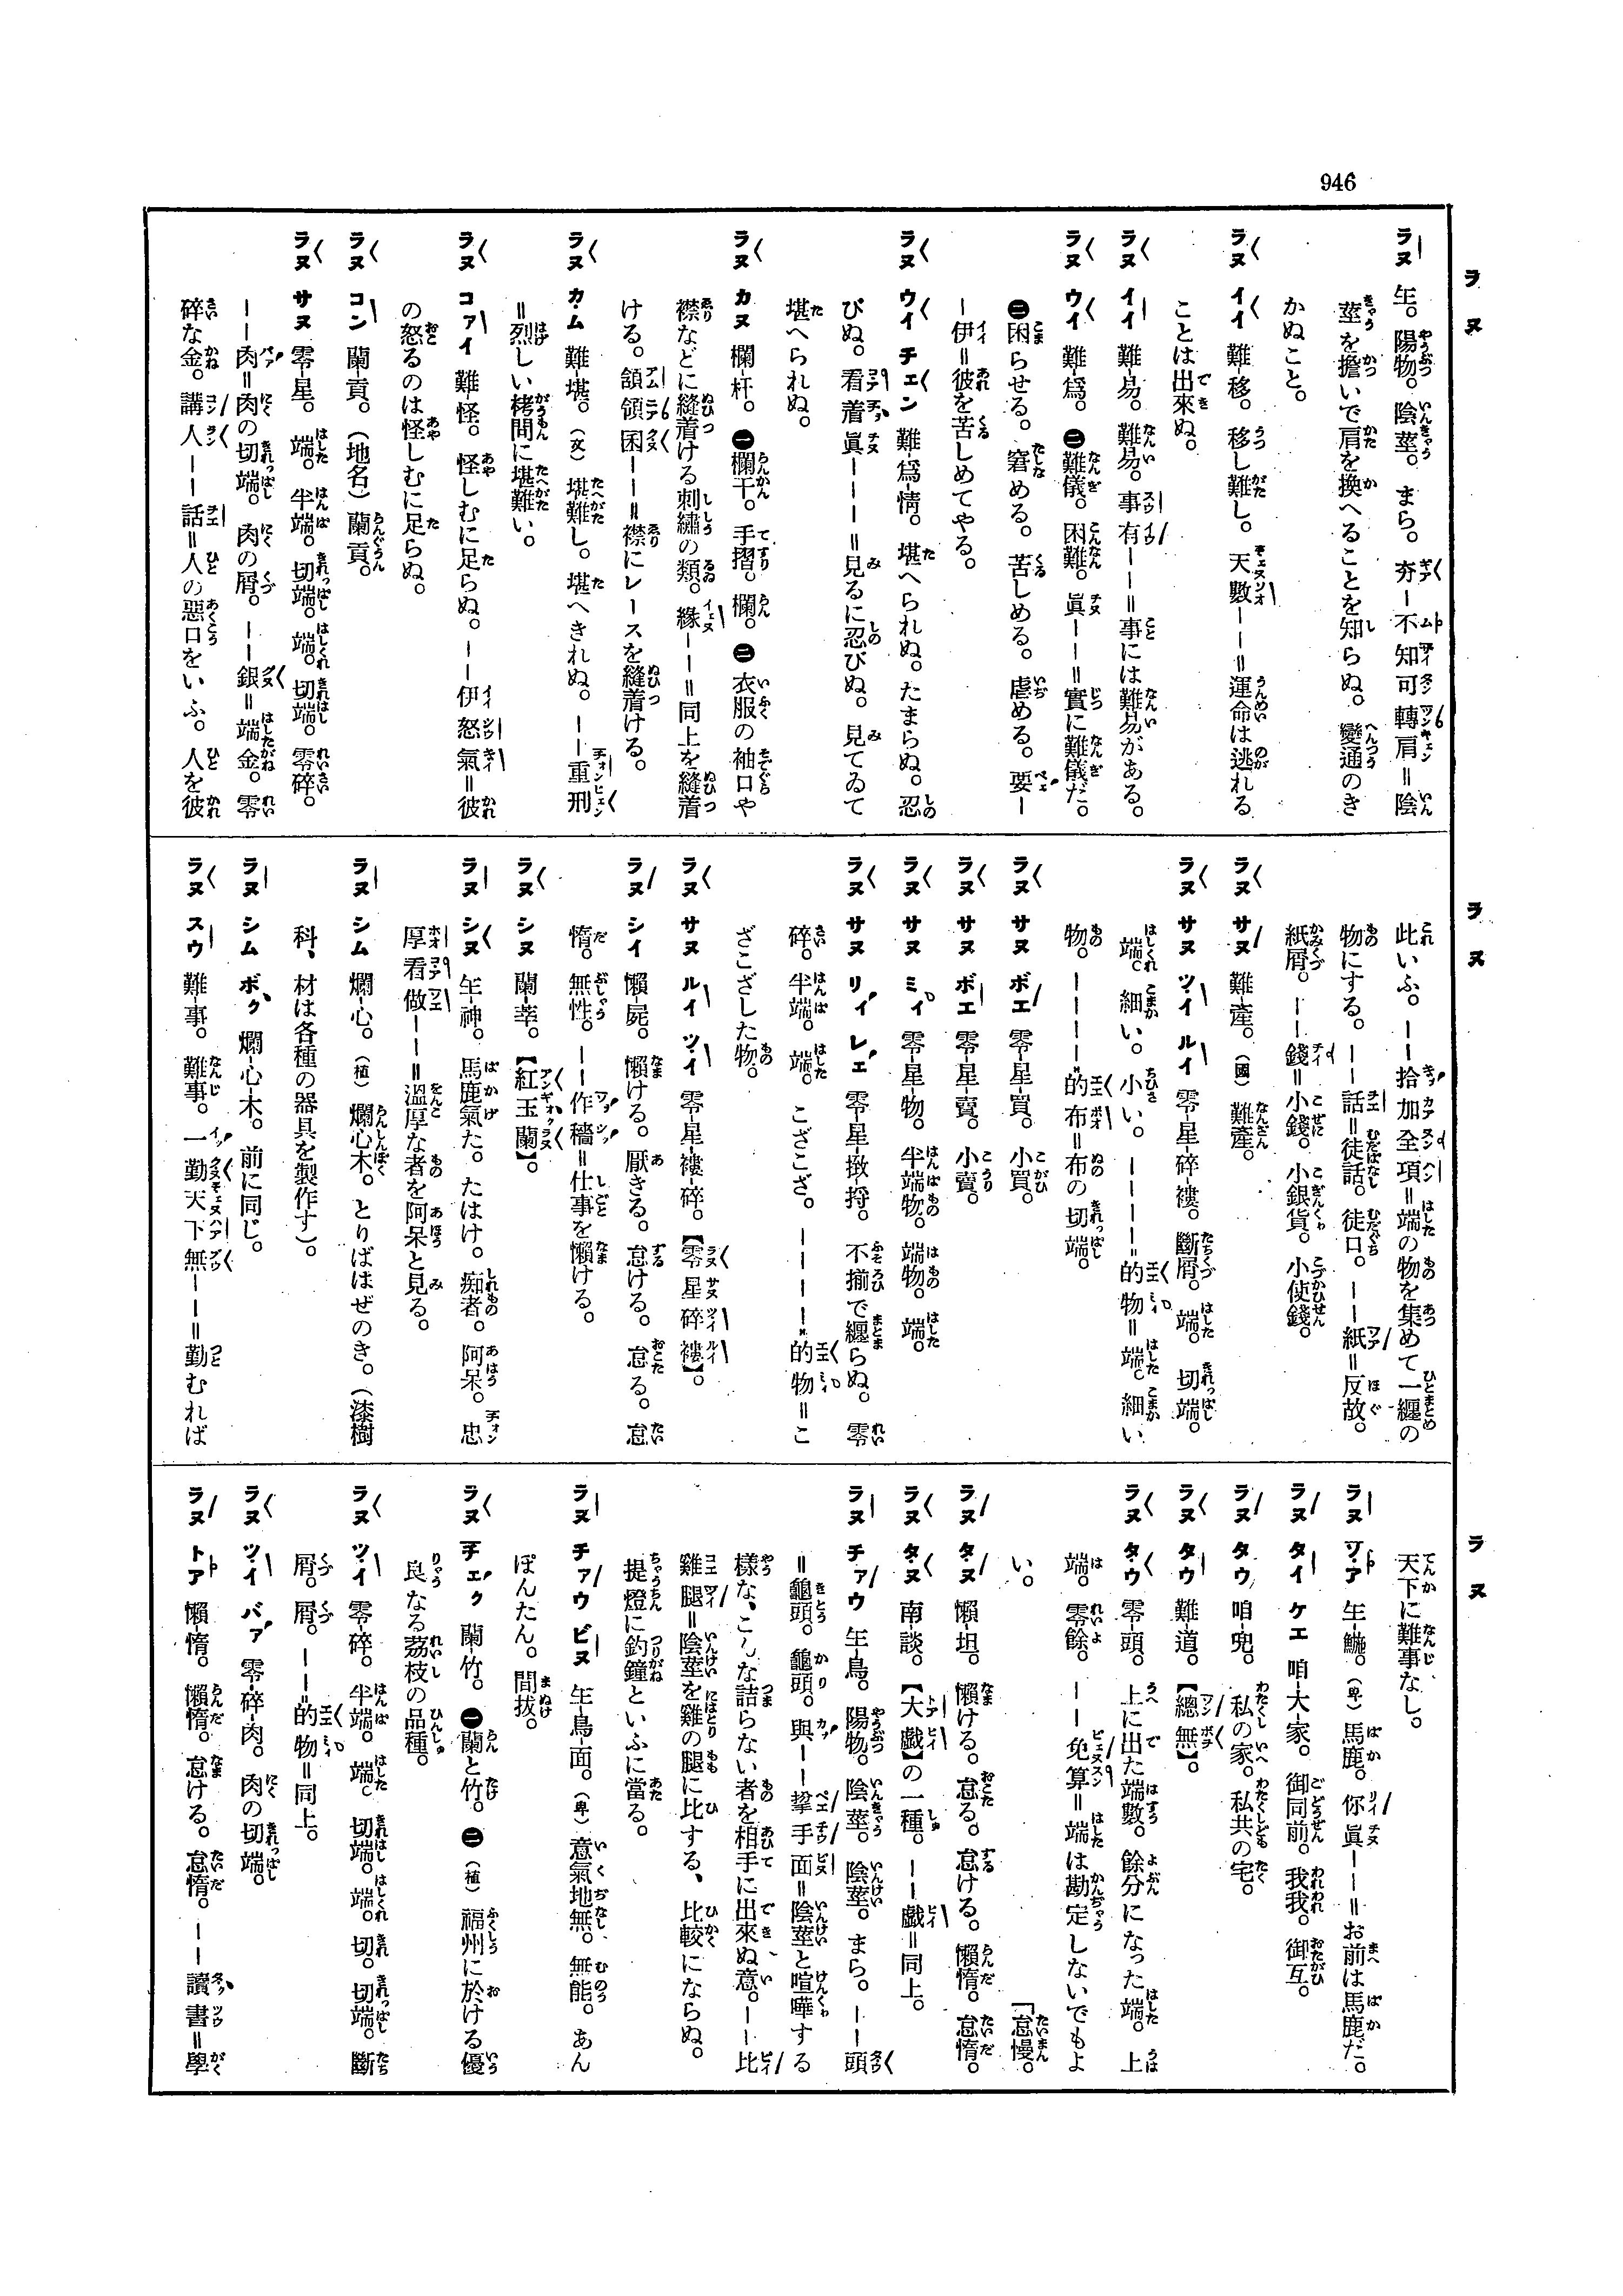 946
ラヌ
ラヌ 𡳞。陽物。陰莖。まら。夯ー不知可轉肩＝陰
莖を擔いで肩を換へることを知らぬ。變通のき
かぬこと。
ラヌ イイ 難-移。移し難し。天數ーー＝運命は逃れる
ことは出來ぬ。
ラヌ イイ 難-易。難易。事有ーー＝事には難易がある。
ラヌ ウイ 難-爲。㊁難儀。困難。眞ーー＝實に難儀だ。
㊁困らせる。窘める。苦しめる。虐める。要ー
ー伊＝彼を苦しめてやる。
ラヌ ウイ チェン 難-爲-情。堪へられぬ。たまらぬ。忍
びぬ。看着眞ーーー＝見るに忍びぬ。見てゐて
堪へられぬ。
ラヌ カヌ 欄-杆。㊀欄干。手摺。欄。㊁衣服の袖口や
襟などに縫着ける刺繡の類。緣ーー＝同上を縫着
ける。頷領困ーー＝襟にレースを縫着ける。
ラヌ カ・ム 難-堪。（文）堪難し。堪へきれぬ。ーー重刑
＝烈しい栲問に堪難い。
ラヌ コァイ 難-怪。怪しむに足らぬ。ーー伊怒氣＝彼
の怒るのは怪しむに足らぬ。
ラヌ コン 蘭-貢。（地名）蘭貢。
ラヌ サヌ 零-星。端。半端。切端。端。切端。零碎。
ーー肉＝肉の切端。肉の屑。ーー銀＝端金。零
碎な金。講人ーー話＝人の惡口をいふ。人を彼
ラヌ
此いふ。ーー拾加全項＝端の物を集めて一纏の
物にする。ーー話＝徒話。徒口。ーー紙＝反故。
紙屑。ーー錢＝小錢。小銀貨。小使錢。
ラヌ サヌ 難-產。（國）難產。
ラヌ サヌ ツ・イ ルイ 零-星-碎-褸。斷屑。端。切端。
端。細い。小い。ーーーー的物＝端。細い
物。ーーーー的布＝布の切端。
ラヌ サヌ ボエ 零-星-買。小買。
ラヌ サヌ ボエ 零-星-賣。小賣。
ラヌ サヌ ミィ 零-星-物。半端物。端物。端。
ラヌ サヌ リィ レェ 零-星-㨆-捋。不揃で纏らぬ。零
碎。半端。端。こざこざ。ーーーー的物＝こ
ざこざした物。
ラヌ サヌ ルイ ツ・イ 零-星-褸-碎。【零星碎褸】。
ラヌ シイ 懶-屍。懶ける。厭きる。怠ける。怠る。怠
惰。無性。ーー作穡＝仕事を懶ける。
ラヌ シヌ 蘭-莘。【紅玉蘭】。
ラヌ シヌ 𡳞-神。馬鹿氣た。たはけ。痴者。阿呆。忠
厚看做ーー＝溫厚な者を阿呆と見る。
ラヌ シム 爛-心。（植）爛心木。とりばはぜのき。（漆樹
科、材は各種の器具を製作す）。
ラヌ シム ボ・ク 爛-心-木。前に同じ。
ラヌ スウ 難-事。難事。一勤天下無ーー＝勤むれば
ラヌ
天下に難事なし。
𡳞-鮑。（卑）馬鹿。你眞ーー＝お前は馬鹿だ。
ラヌ タイ ケエ 咱-大-家。御同前。我我。御互。
ラヌ タウ 咱-兜。私の家。私共の宅。
ラヌ タウ 難-道。【總無】。
ラヌ タ・ウ 零-頭。上に出た端數。餘分になった端。上
端。零餘。ーー免算＝端は勘定しないでもよ
い。
ラヌ タ・ヌ 懶-坦。懶ける。怠る。怠ける。懶惰。怠惰。
「怠慢。
ラヌ タ・ヌ 南-談。【大戲】の一種。ーー戲＝同上。
ラヌ チァウ 𡳞-鳥。陽物。陰莖。陰莖。まら。ーー頭
＝龜頭。龜頭。與ーー撆手面＝陰莖と喧嘩する
樣な、こんな詰らない者を相手に出來ぬ意。ーー比
雞腿＝陰莖を雞の腿に比する、比較にならぬ。
提燈に釣鐘といふに當る。
ラヌ チァウ ビヌ 𡳞-鳥-面。（卑）意氣地無。無能。あん
ぽんたん。間拔。
ラヌ チェ・ク 蘭-竹。㊀蘭と竹。㊁（植）福州に於ける優
良なる荔枝の品種。
ラヌ ツ・イ 零-碎。半端。端。切端。端。切。切端。斷
屑。屑。ーー的物＝同上。
ラヌ ツ・イ バァ 零-碎-肉。肉の切端。
ラヌ トァ 懶-惰。懶惰。怠ける。怠惰。ーー讀書＝學